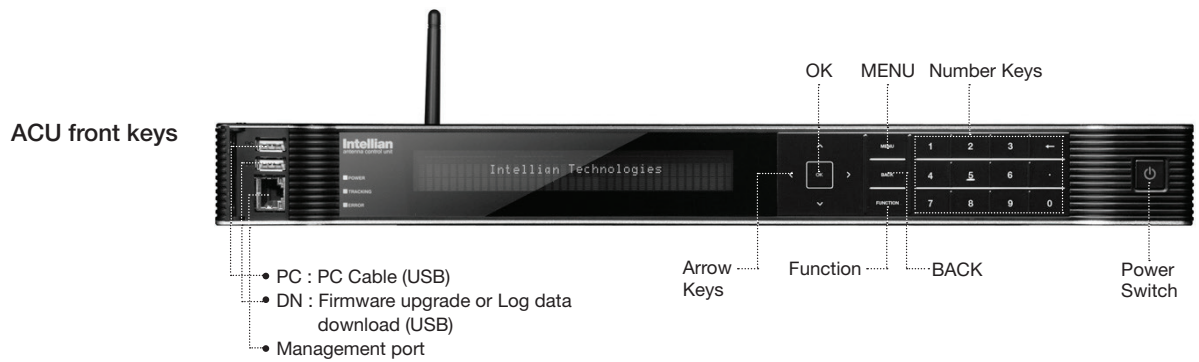 OK MENU Number Keys
ACU front keys
Intellian
antenna control unit
POWER
TRACKING
ERROR
Intellian Technologies
OK
MENU
BACK
FUNCTION
1 2 3 ←
4 5 6 .
7 8 9 0
PC : PC Cable (USB)
DN : Firmware upgrade or Log data
download (USB)
Management port
Arrow
Keys
Function
BACK
Power
Switch